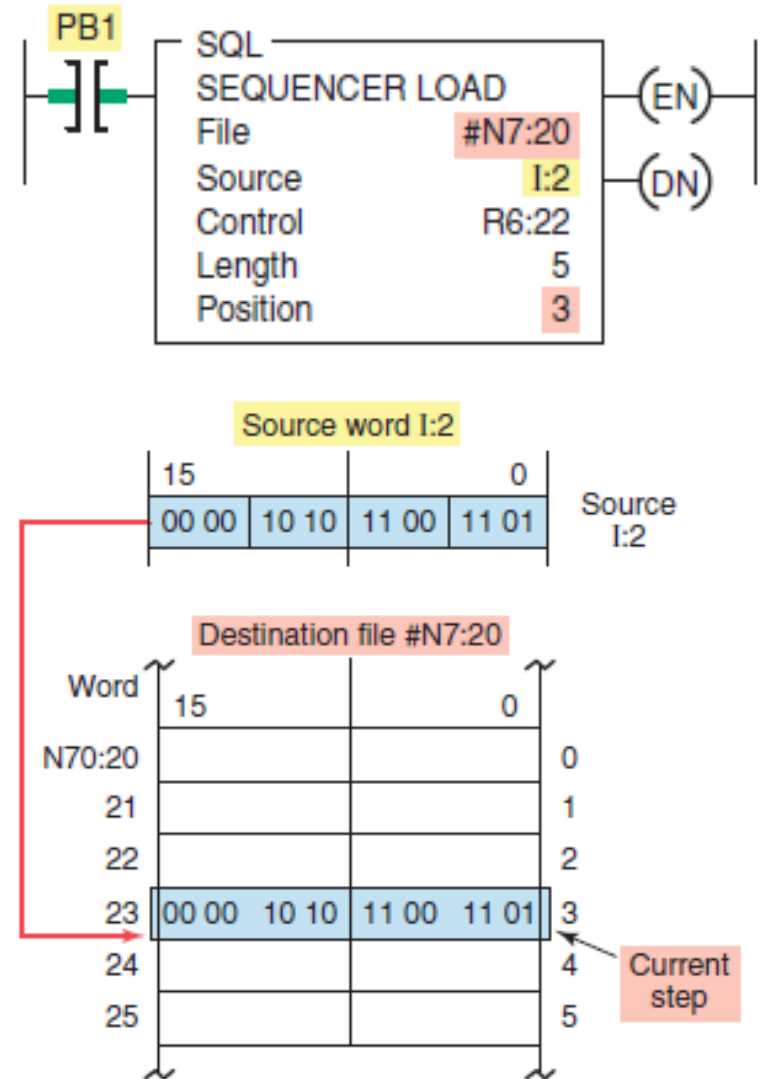 PB1
SQL
SEQUENCER LOAD
File #N7:20
Source I:2
Control R6:22
Length 5
Position 3
EN
DN
Source word I:2
15 0
00 00 10 10 11 00 11 01
Source
I:2
Destination file #N7:20
Word
15 0
N70:20 0
21 1
22 2
23 00 00 10 10 11 00 11 01 3
24 4
25 5
Current
step